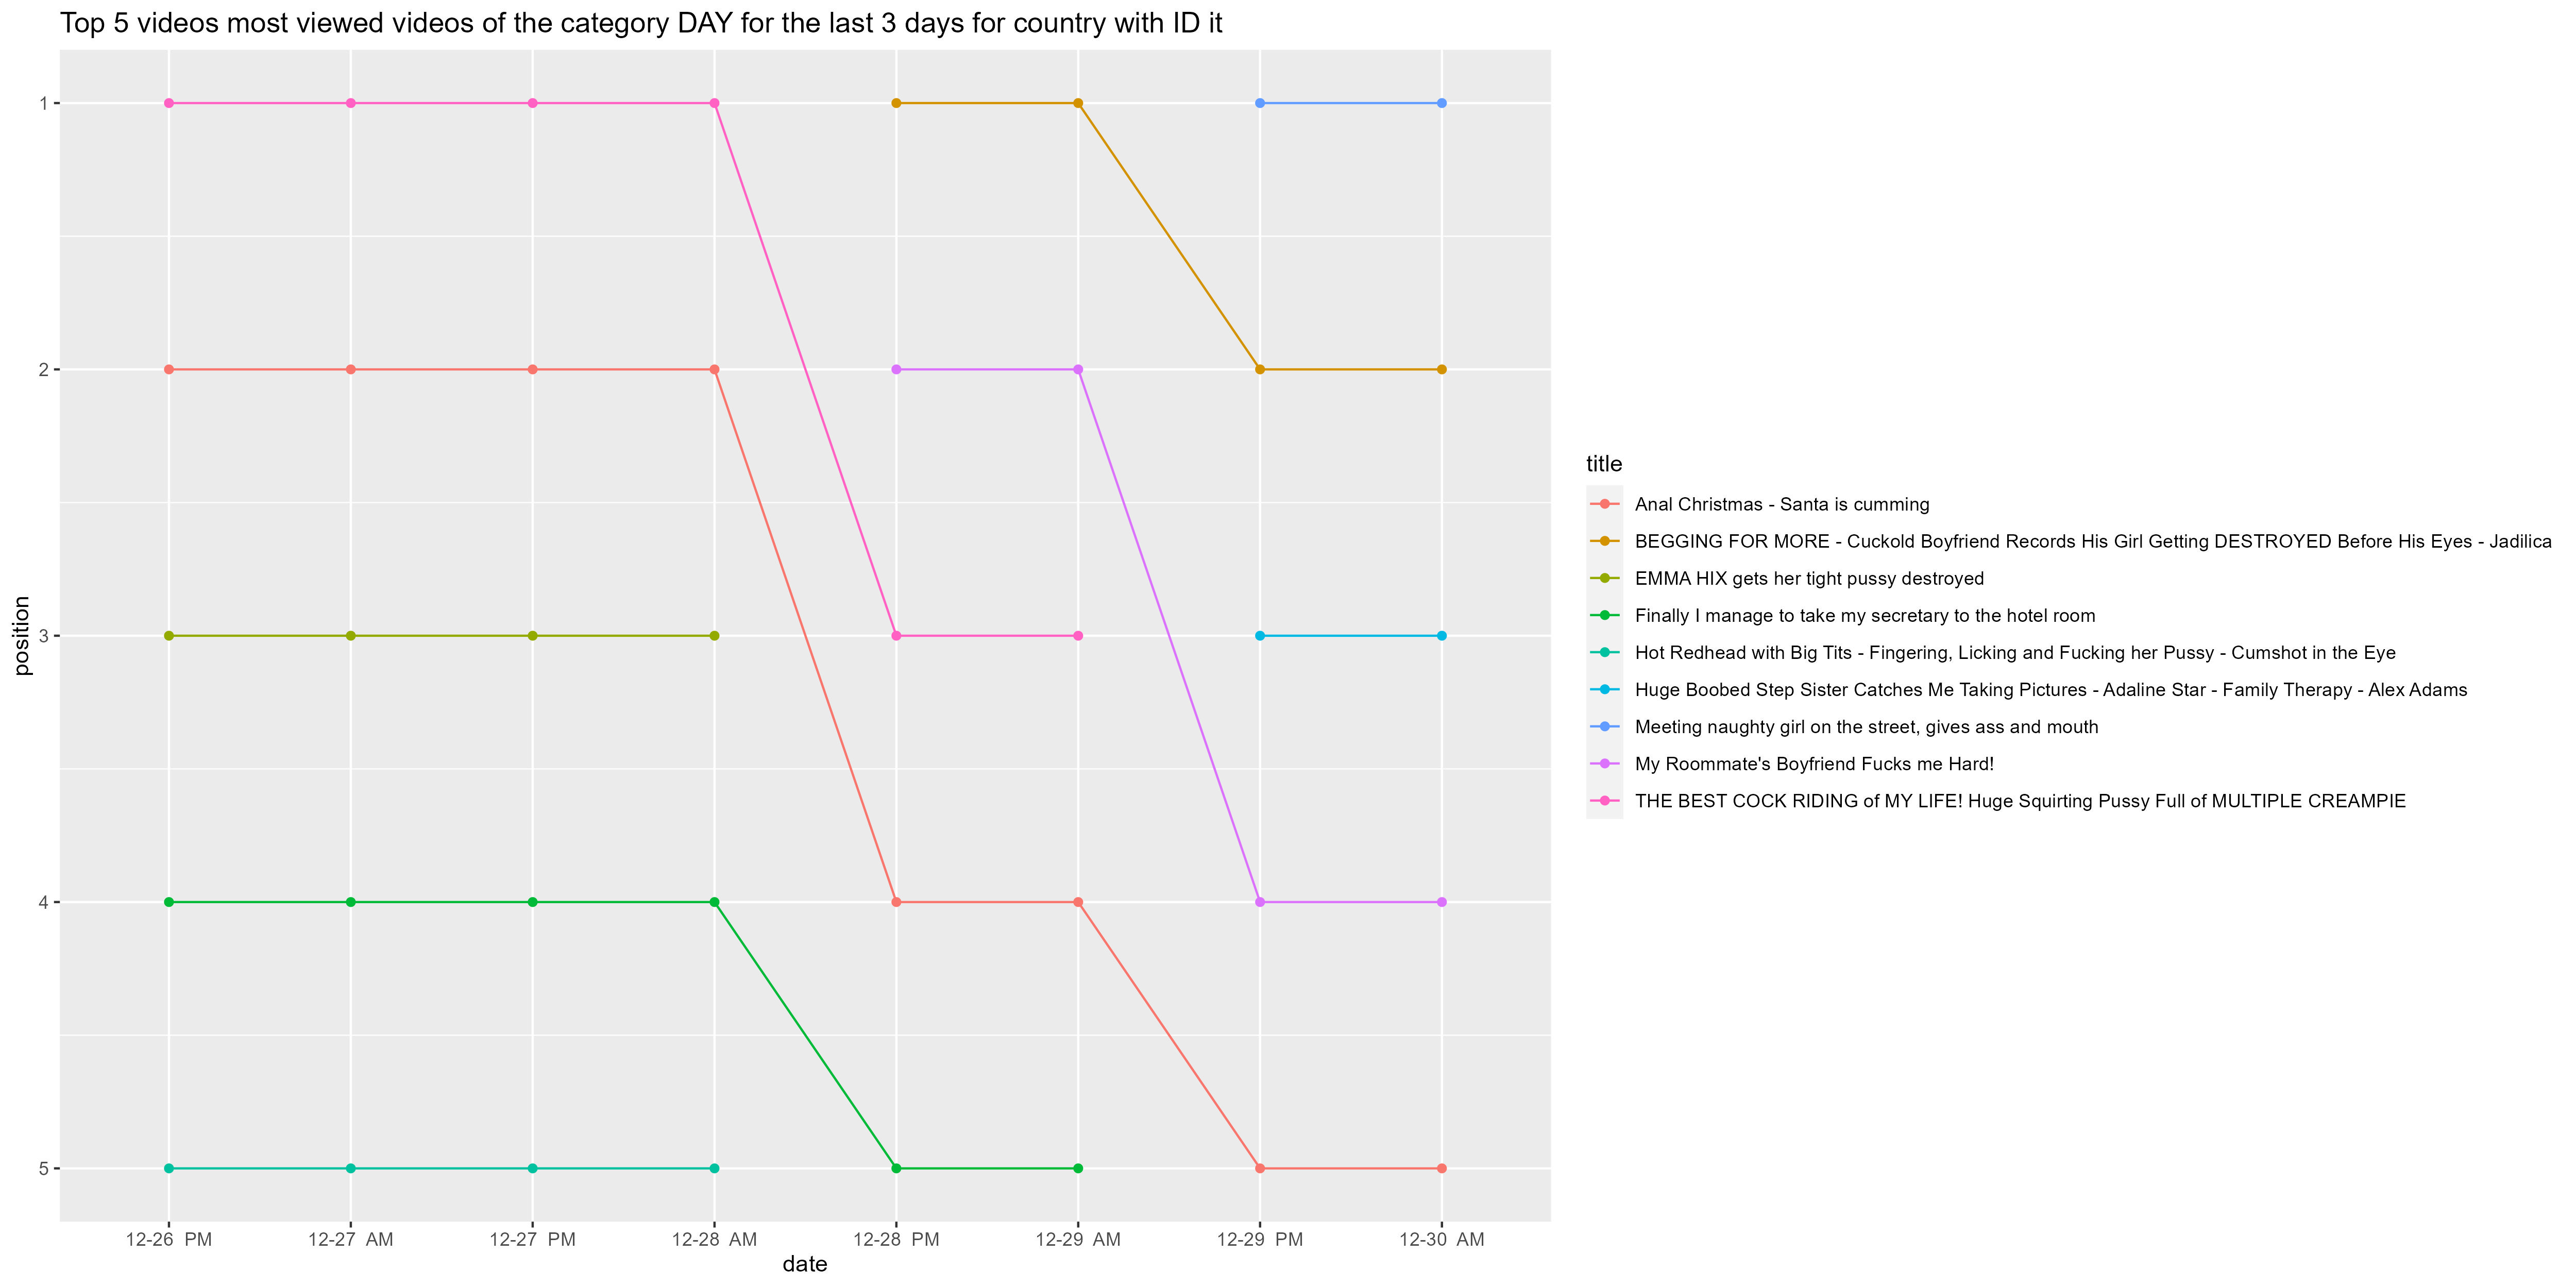 Top 5 videos most viewed videos of the category DAY for the last 3 days for country with ID it
position
1
2
3
4
5
12-26 PM
12-27 AM
12-27 PM
12-28 AM
12-28 PM
12-29 AM
12-29 PM
12-30 AM
date
title
Anal Christmas - Santa is cumming
BEGGING FOR MORE - Cuckold Boyfriend Records His Girl Getting DESTROYED Before His Eyes - Jadilica
EMMA HIX gets her tight pussy destroyed
Finally I manage to take my secretary to the hotel room
Hot Redhead with Big Tits - Fingering, Licking and Fucking her Pussy - Cumshot in the Eye
Huge Boobed Step Sister Catches Me Taking Pictures - Adaline Star - Family Therapy - Alex Adams
Meeting naughty girl on the street, gives ass and mouth
My Roommate's Boyfriend Fucks me Hard!
THE BEST COCK RIDING of MY LIFE! Huge Squirting Pussy Full of MULTIPLE CREAMPIE